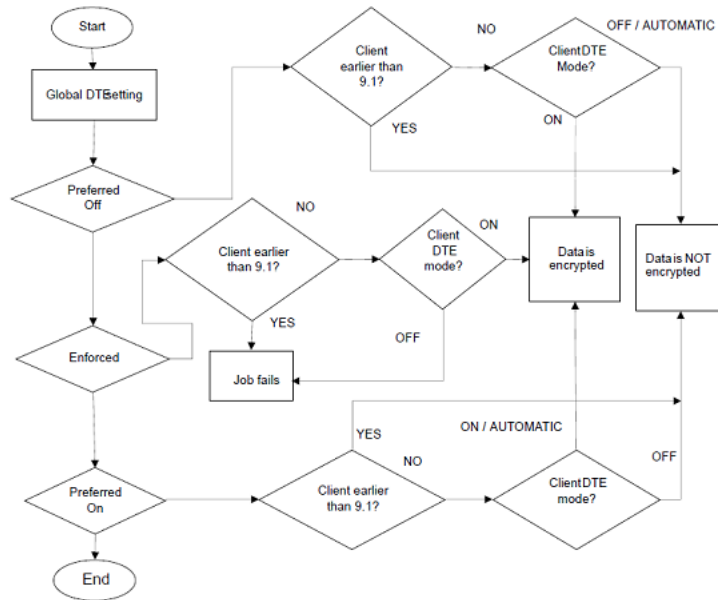 Start
Global DTEsetting
Preferred
Off
Client
earlier than
9.1?
NO
Client DTE
Mode?
OFF / AUTOMATIC
YES
ON
NO
Client earlier
than 9.1?
Client
DTE
mode?
ON
Data is
encrypted
Data is NOT
encrypted
YES
OFF
Enforced
Job fails
YES
ON / AUTOMATIC
NO
OFF
Preferred
On
Client earlier
than 9.1?
Client DTE
mode?
End